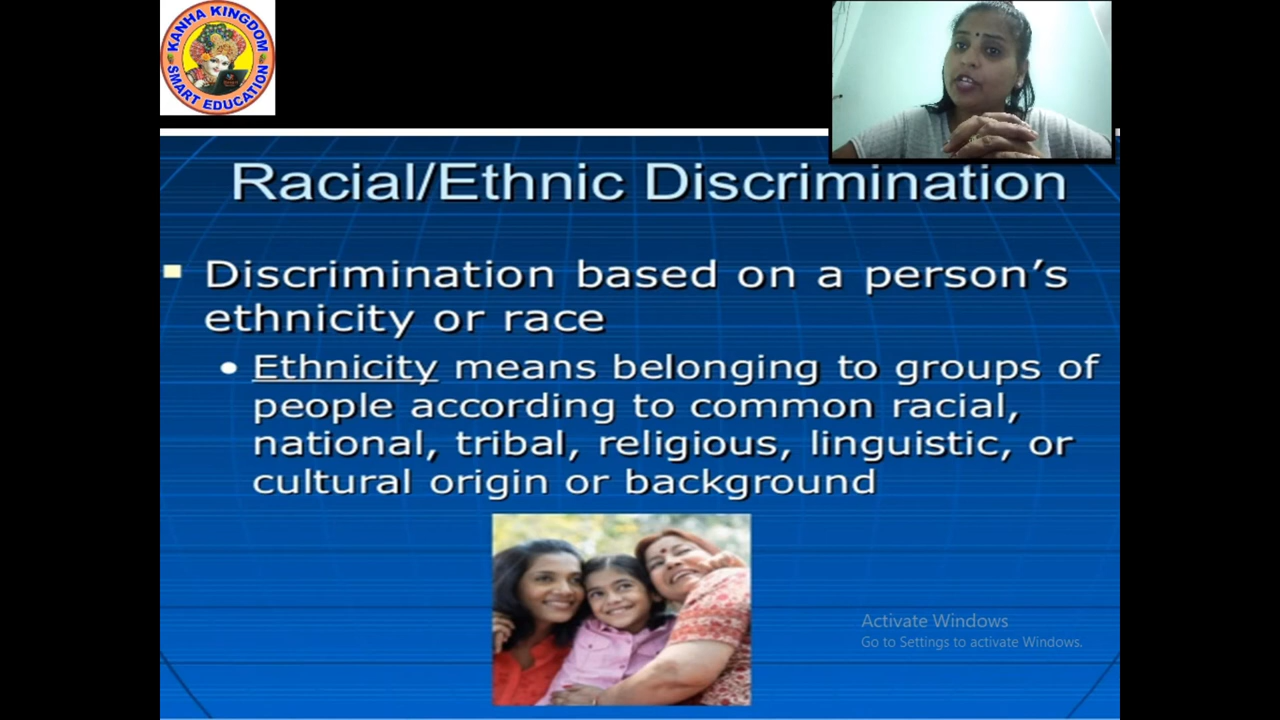 KANHA KINGDOM
SMART EDUCATION
Racial/Ethnic Discrimination
Discrimination based on a person's
ethnicity or race
Ethnicity means belonging to groups of
people according to common racial,
national, tribal, religious, linguistic, or
cultural origin or background
Activate Windows
Go to Settings to activate Windows.